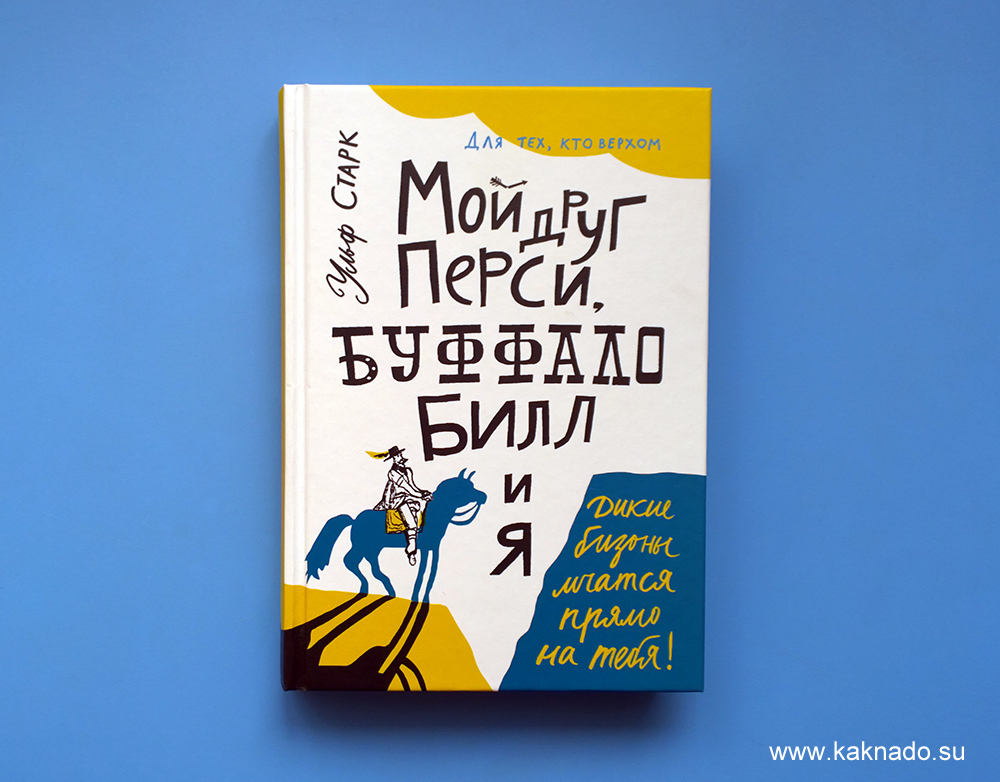 Для тех, кто верхом
Ульф Старк
Мой друг
Перси,
Буффало
Билл
и
Я
Дикие
бизоны
мчатся
прямо
на тебя!
www.kaknado.su